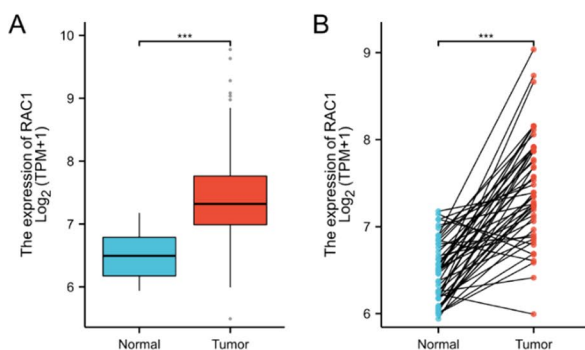 A
The expression of RAC1
Log2 (TPM+1)
10
9
8
7
6
***
Normal
Tumor
B
The expression of RAC1
Log2 (TPM+1)
9
8
7
6
***
Normal
Tumor